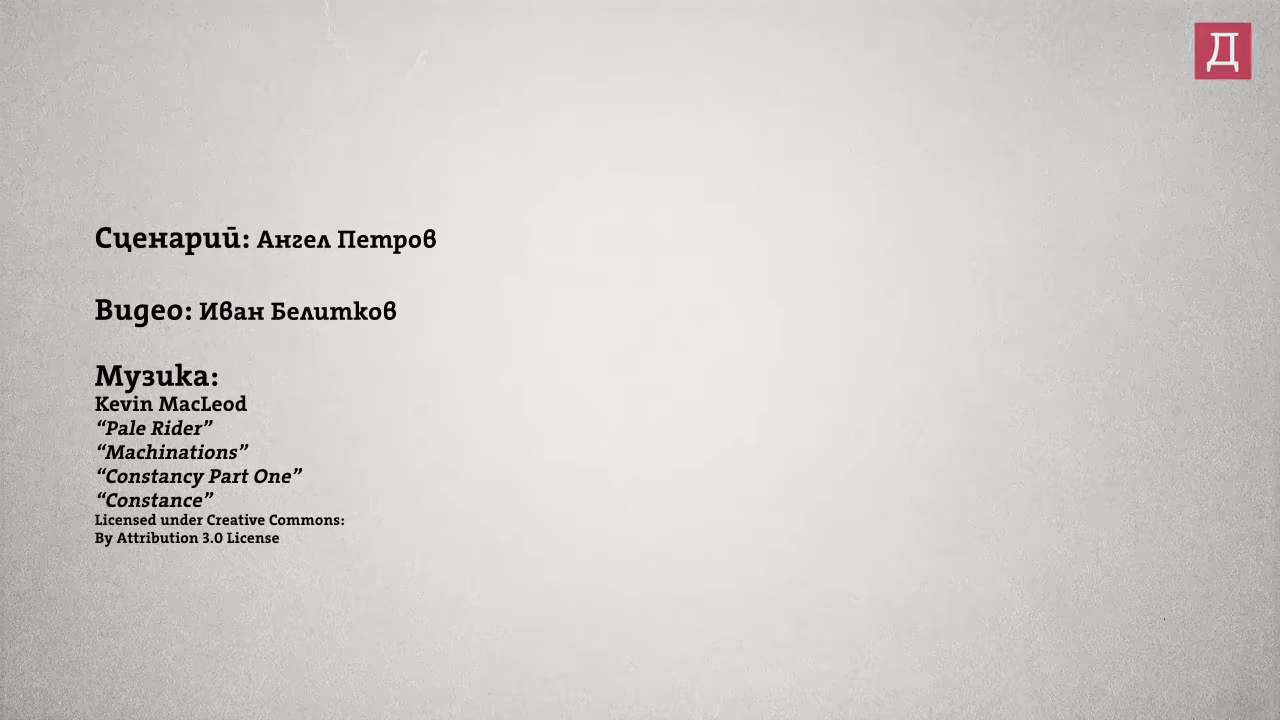 Д
Сценарий: Ангел Петров
Видео: Иван Белитков
Музика:
Kevin MacLeod
“Pale Rider”
“Machinations”
“Constancy Part One”
“Constance”
Licensed under Creative Commons:
By Attribution 3.0 License